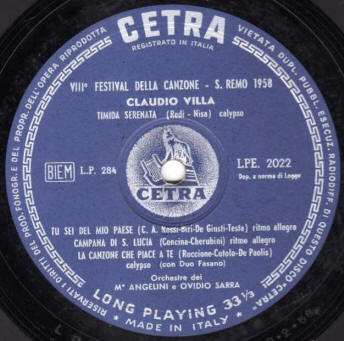 CETRA
REGISTRATO IN ITALIA
VIIIº FESTIVAL DELLA CANZONE - S. REMO 1958
CLAUDIO VILLA
TIMIDA SERENATA (Redi - Nisa) calypso
BIEM L.P. 284
LPE. 2022
Dep. a norma di Legge
CETRA
TU SEI DEL MIO PAESE (C. A. Rossi-Biri-De Giusti-Testa) ritmo allegro
CAMPANA DI S. LUCIA (Concina-Cherubini) ritmo allegro
LA CANZONE CHE PIACE A TE (Ruccione-Cutolo-De Paolis)
calypso (con Duo Fasano)
Orchestre dei
Mⁱ ANGELINI e OVIDIO SARRA
LONG PLAYING 33⅓
MADE IN ITALY
RISERVATI I DIRITTI DEL PROD. FONOGR. E DEL PROPR. DELL'OPERA RIPRODOTTA
VIETATA DUPL. PUBBL. ESECUZ. RADIODIFF. DI QUESTO DISCO "CETRA"